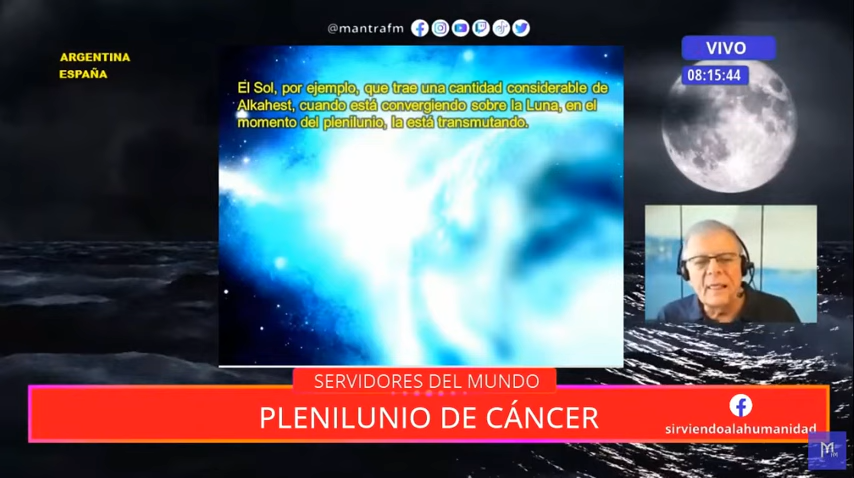 @mantrafm
ARGENTINA
ESPAÑA
VIVO
08:15:44
El Sol, por ejemplo, que trae una cantidad considerable de
Alkahest, cuando está convergiendo sobre la Luna, en el
momento del plenilunio, la está transmutando.
SERVIDORES DEL MUNDO
PLENILUNIO DE CÁNCER
sirviendoalahumanidad